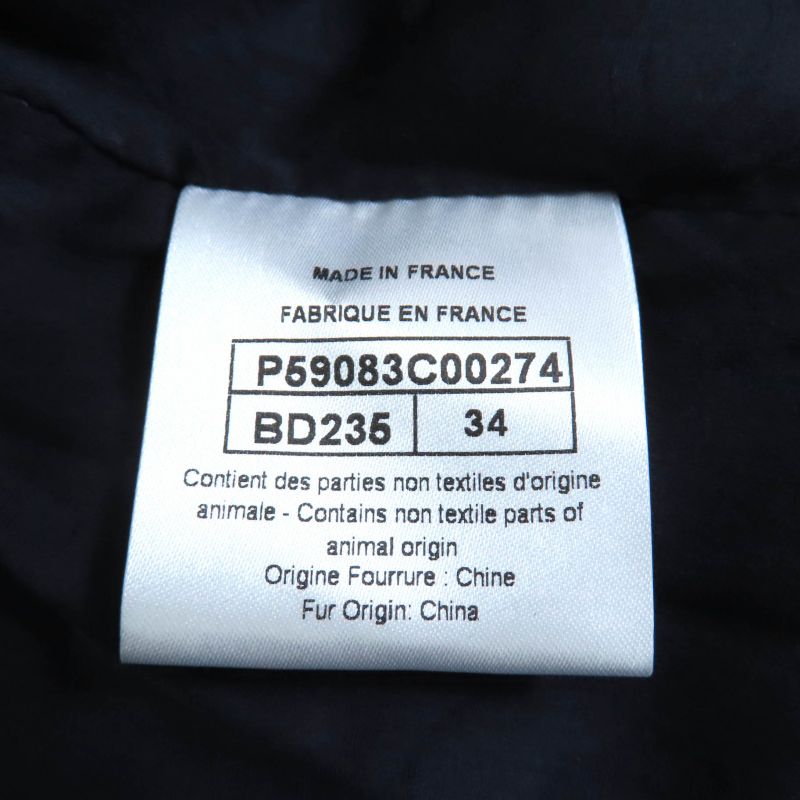 MADE IN FRANCE
FABRIQUE EN FRANCE
P59083C00274
BD235 34
Contient des parties non textiles d'origine
animale - Contains non textile parts of
animal origin
Origine Fourrure : Chine
Fur Origin: China